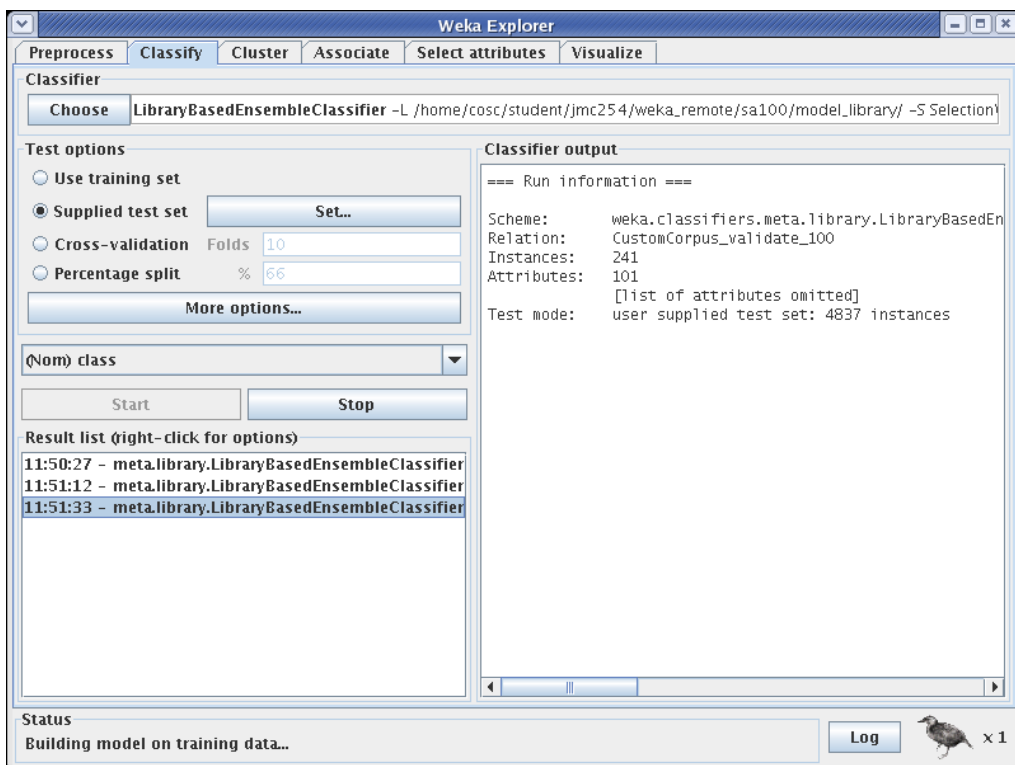 Weka Explorer
Preprocess Classify Cluster Associate Select attributes Visualize
Classifier
Choose LibraryBasedEnsembleClassifier -L /home/cosc/student/jmc254/weka_remote/sa100/model_library/ -S Selection
Test options
Use training set
Supplied test set Set...
Cross-validation Folds 10
Percentage split % 66
More options...
(Nom) class
Start Stop
Result list (right-click for options)
11:50:27 - meta.library.LibraryBasedEnsembleClassifier
11:51:12 - meta.library.LibraryBasedEnsembleClassifier
11:51:33 - meta.library.LibraryBasedEnsembleClassifier
Classifier output
=== Run information ===
Scheme: weka.classifiers.meta.library.LibraryBasedEn
Relation: CustomCorpus_validate_100
Instances: 241
Attributes: 101
[list of attributes omitted]
Test mode: user supplied test set: 4837 instances
Status
Building model on training data...
Log x 1